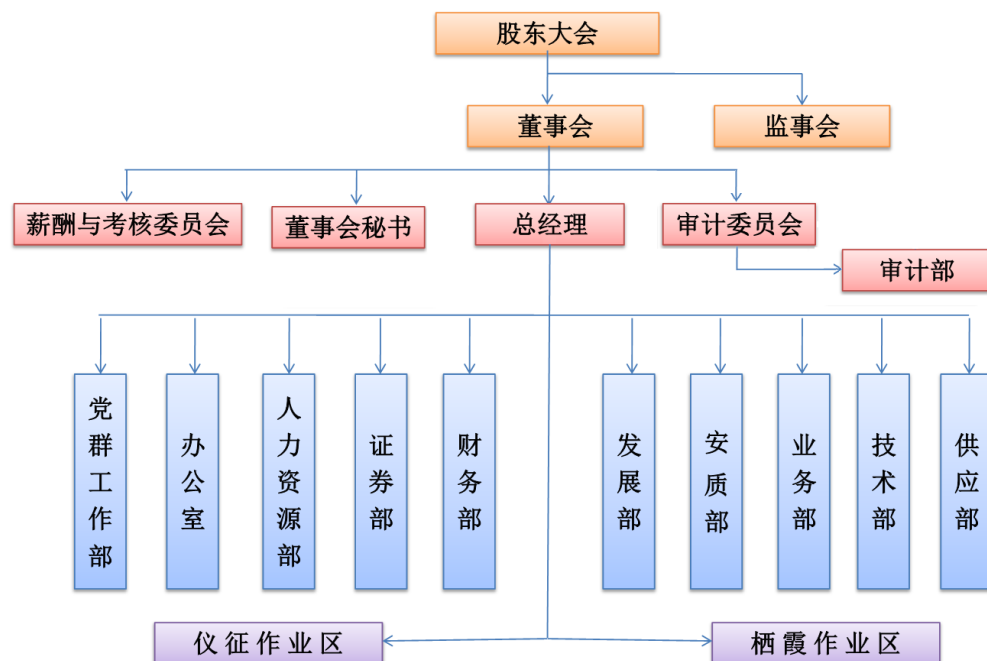 股东大会
董事会
监事会
薪酬与考核委员会
董事会秘书
总经理
审计委员会
审计部
党群工作部
办公室
人力资源部
证券部
财务部
发展部
安质部
业务部
技术部
供应部
仪征作业区
栖霞作业区